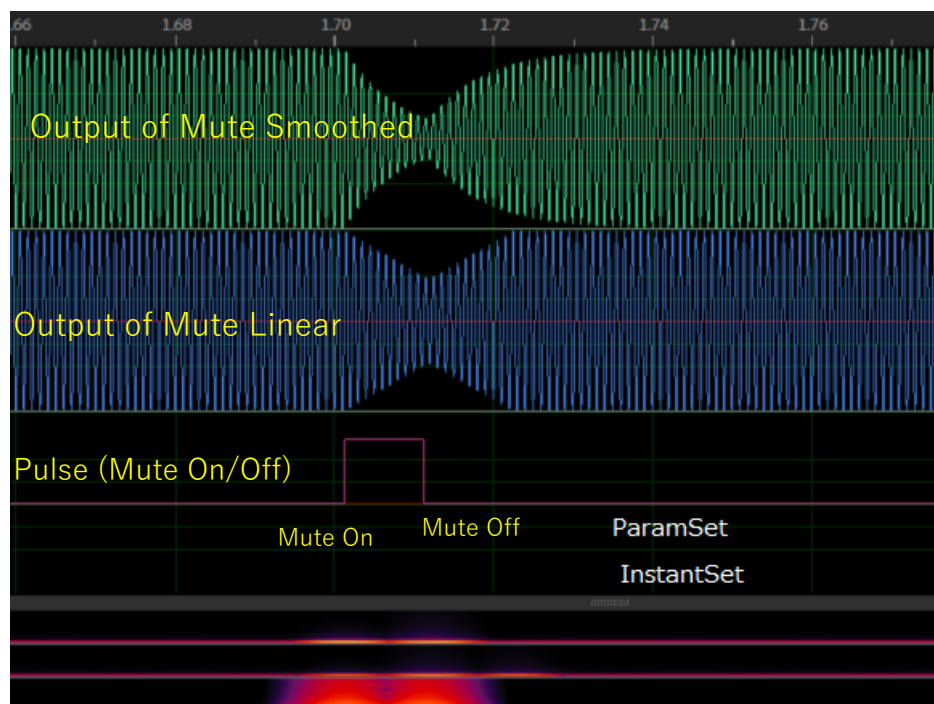 .66 1.68 1.70 1.72 1.74 1.76
Output of Mute Smoothed
Output of Mute Linear
Pulse (Mute On/Off)
Mute On Mute Off ParamSet
InstantSet